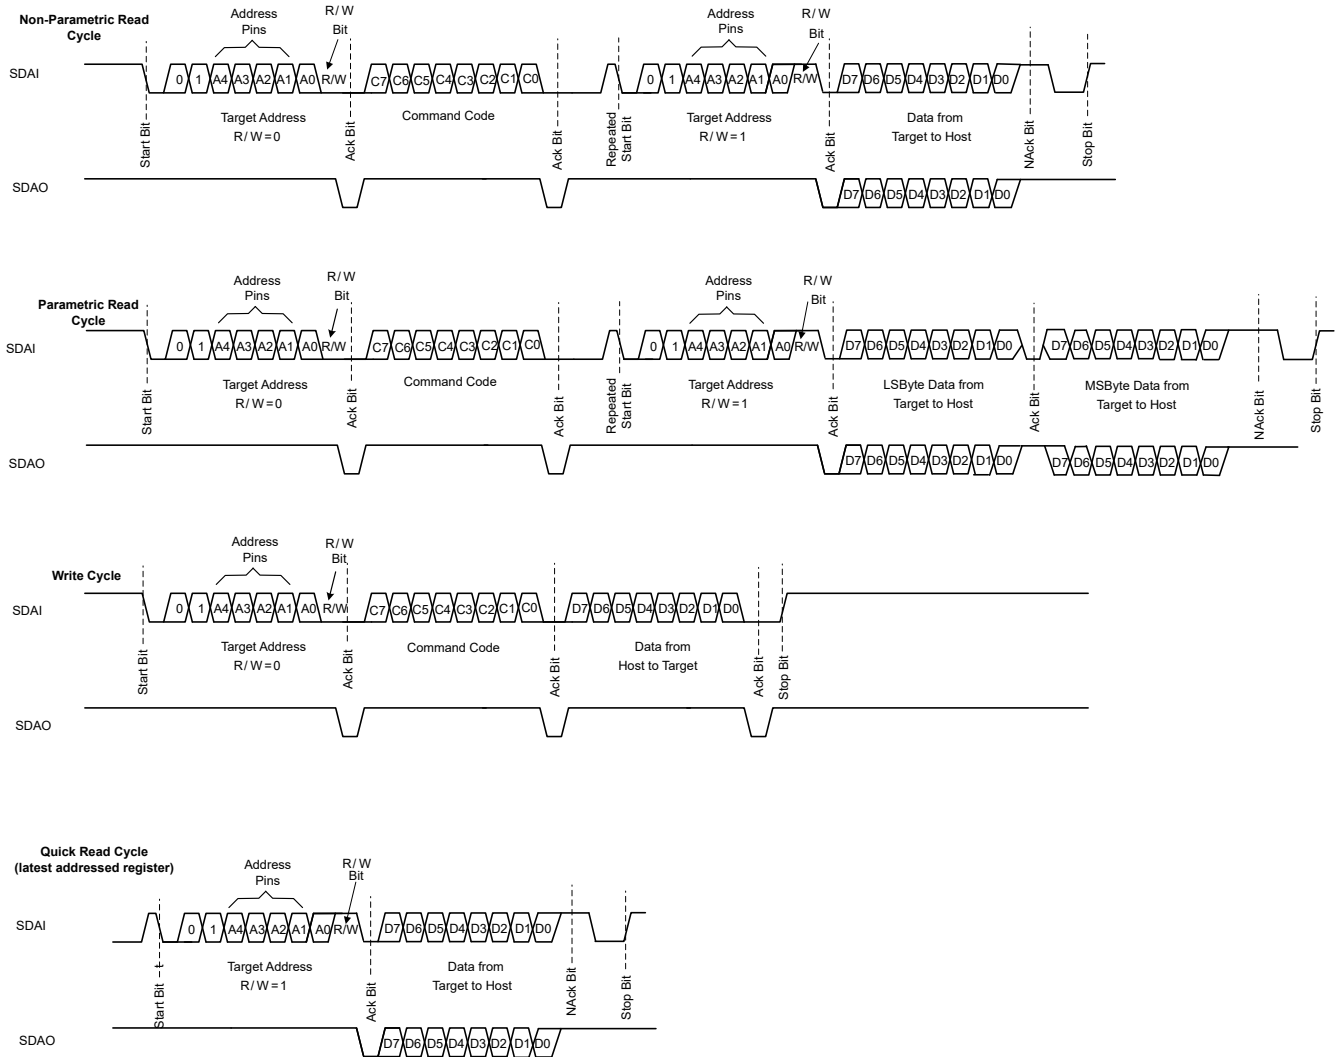 Non-Parametric Read
Cycle
Address
Pins
R/W
Bit
Address
Pins
R/W
Bit
SDAI
0 1 A4 A3 A2 A1 A0 R/W
C7 C6 C5 C4 C3 C2 C1 C0
0 1 A4 A3 A2 A1 A0 R/W
D7 D6 D5 D4 D3 D2 D1 D0
Start Bit
Target Address
R/W=0
Ack Bit
Command Code
Ack Bit
Repeated
Start Bit
Target Address
R/W=1
Ack Bit
Data from
Target to Host
NAck Bit
Stop Bit
SDAO
D7 D6 D5 D4 D3 D2 D1 D0
Parametric Read
Cycle
Address
Pins
R/W
Bit
Address
Pins
R/W
Bit
SDAI
0 1 A4 A3 A2 A1 A0 R/W
C7 C6 C5 C4 C3 C2 C1 C0
0 1 A4 A3 A2 A1 A0 R/W
D7 D6 D5 D4 D3 D2 D1 D0
D7 D6 D5 D4 D3 D2 D1 D0
Start Bit
Target Address
R/W=0
Ack Bit
Command Code
Ack Bit
Repeated
Start Bit
Target Address
R/W=1
Ack Bit
LSByte Data from
Target to Host
Ack Bit
MSByte Data from
Target to Host
NAck Bit
Stop Bit
SDAO
D7 D6 D5 D4 D3 D2 D1 D0
D7 D6 D5 D4 D3 D2 D1 D0
Write Cycle
Address
Pins
R/W
Bit
SDAI
0 1 A4 A3 A2 A1 A0 R/W
C7 C6 C5 C4 C3 C2 C1 C0
D7 D6 D5 D4 D3 D2 D1 D0
Start Bit
Target Address
R/W=0
Ack Bit
Command Code
Ack Bit
Data from
Host to Target
Ack Bit
Stop Bit
SDAO
Quick Read Cycle
(latest addressed register)
Address
Pins
R/W
Bit
SDAI
0 1 A4 A3 A2 A1 A0 R/W
D7 D6 D5 D4 D3 D2 D1 D0
Start Bit t
Target Address
R/W=1
Ack Bit
Data from
Target to Host
NAck Bit
Stop Bit
SDAO
D7 D6 D5 D4 D3 D2 D1 D0